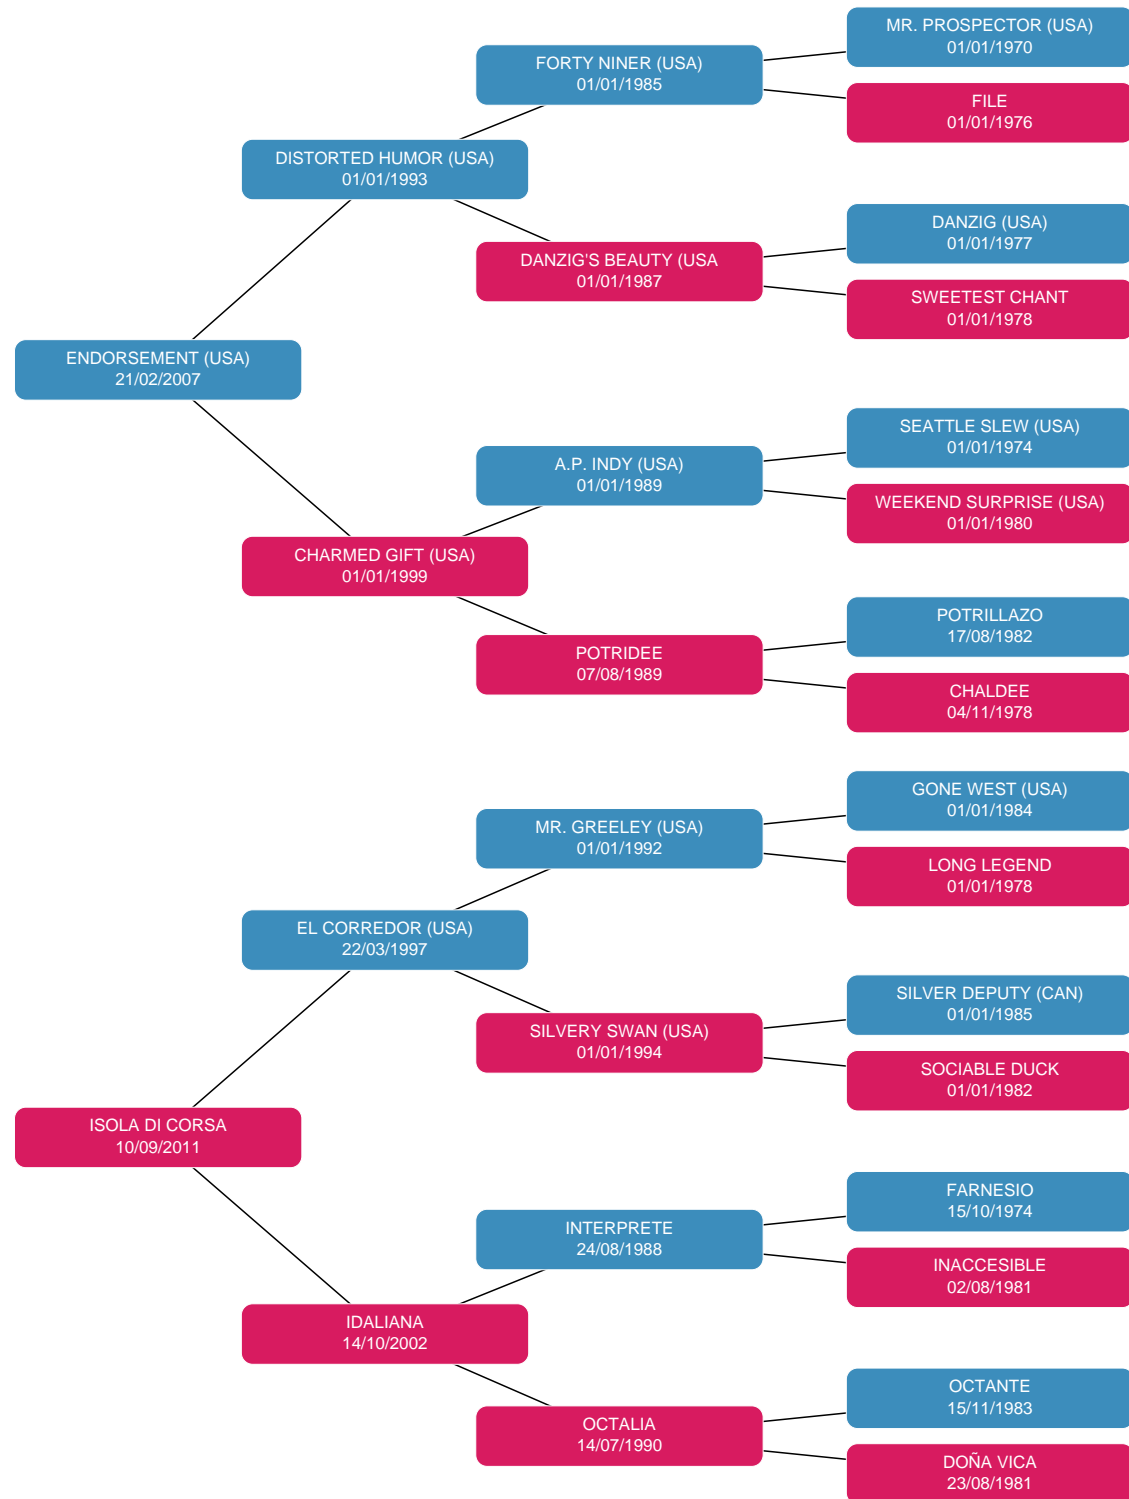 MR. PROSPECTOR (USA)
01/01/1970
FORTY NINER (USA)
01/01/1985
FILE
01/01/1976
DISTORTED HUMOR (USA)
01/01/1993
DANZIG (USA)
01/01/1977
DANZIG'S BEAUTY (USA
01/01/1987
SWEETEST CHANT
01/01/1978
ENDORSEMENT (USA)
21/02/2007
SEATTLE SLEW (USA)
01/01/1974
A.P. INDY (USA)
01/01/1989
WEEKEND SURPRISE (USA)
01/01/1980
CHARMED GIFT (USA)
01/01/1999
POTRILLAZO
17/08/1982
POTRIDEE
07/08/1989
CHALDEE
04/11/1978
GONE WEST (USA)
01/01/1984
MR. GREELEY (USA)
01/01/1992
LONG LEGEND
01/01/1978
EL CORREDOR (USA)
22/03/1997
SILVER DEPUTY (CAN)
01/01/1985
SILVERY SWAN (USA)
01/01/1994
SOCIABLE DUCK
01/01/1982
ISOLA DI CORSA
10/09/2011
FARNESIO
15/10/1974
INTERPRETE
24/08/1988
INACCESIBLE
02/08/1981
IDALIANA
14/10/2002
OCTANTE
15/11/1983
OCTALIA
14/07/1990
DOÑA VICA
23/08/1981